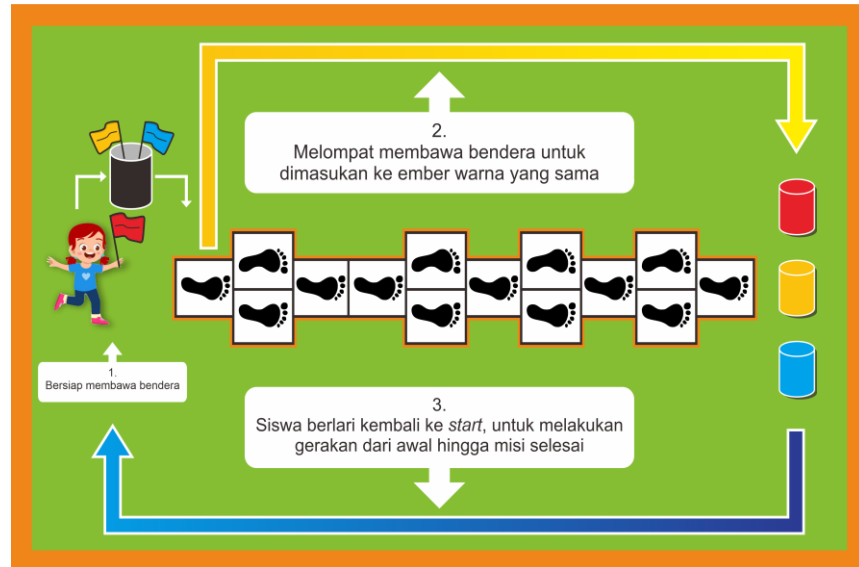 2.
Melompat membawa bendera untuk
dimasukan ke ember warna yang sama
1.
Bersiap membawa bendera
3.
Siswa berlari kembali ke start, untuk melakukan
gerakan dari awal hingga misi selesai